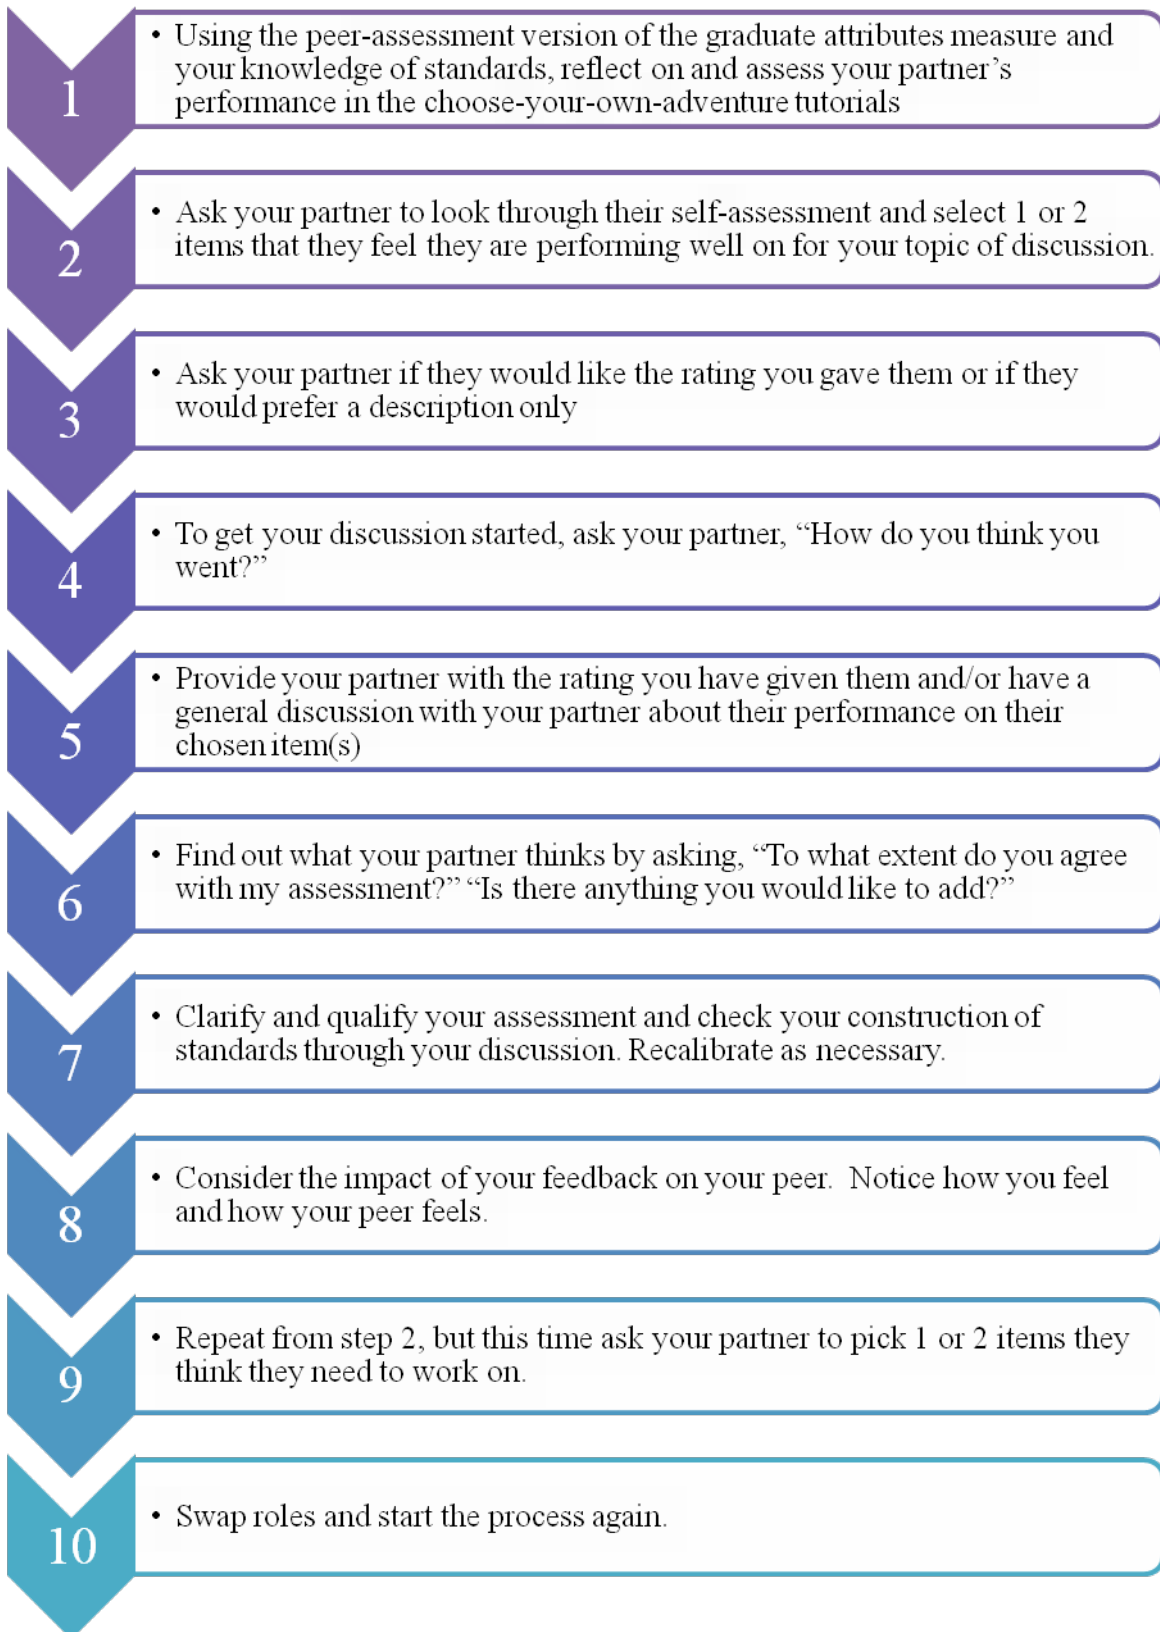 1
• Using the peer-assessment version of the graduate attributes measure and
your knowledge of standards, reflect on and assess your partner’s
performance in the choose-your-own-adventure tutorials
2
• Ask your partner to look through their self-assessment and select 1 or 2
items that they feel they are performing well on for your topic of discussion.
3
• Ask your partner if they would like the rating you gave them or if they
would prefer a description only
4
• To get your discussion started, ask your partner, “How do you think you
went?”
5
• Provide your partner with the rating you have given them and/or have a
general discussion with your partner about their performance on their
chosen item(s)
6
• Find out what your partner thinks by asking, “To what extent do you agree
with my assessment?” “Is there anything you would like to add?”
7
• Clarify and qualify your assessment and check your construction of
standards through your discussion. Recalibrate as necessary.
8
• Consider the impact of your feedback on your peer.  Notice how you feel
and how your peer feels.
9
• Repeat from step 2, but this time ask your partner to pick 1 or 2 items they
think they need to work on.
10
• Swap roles and start the process again.